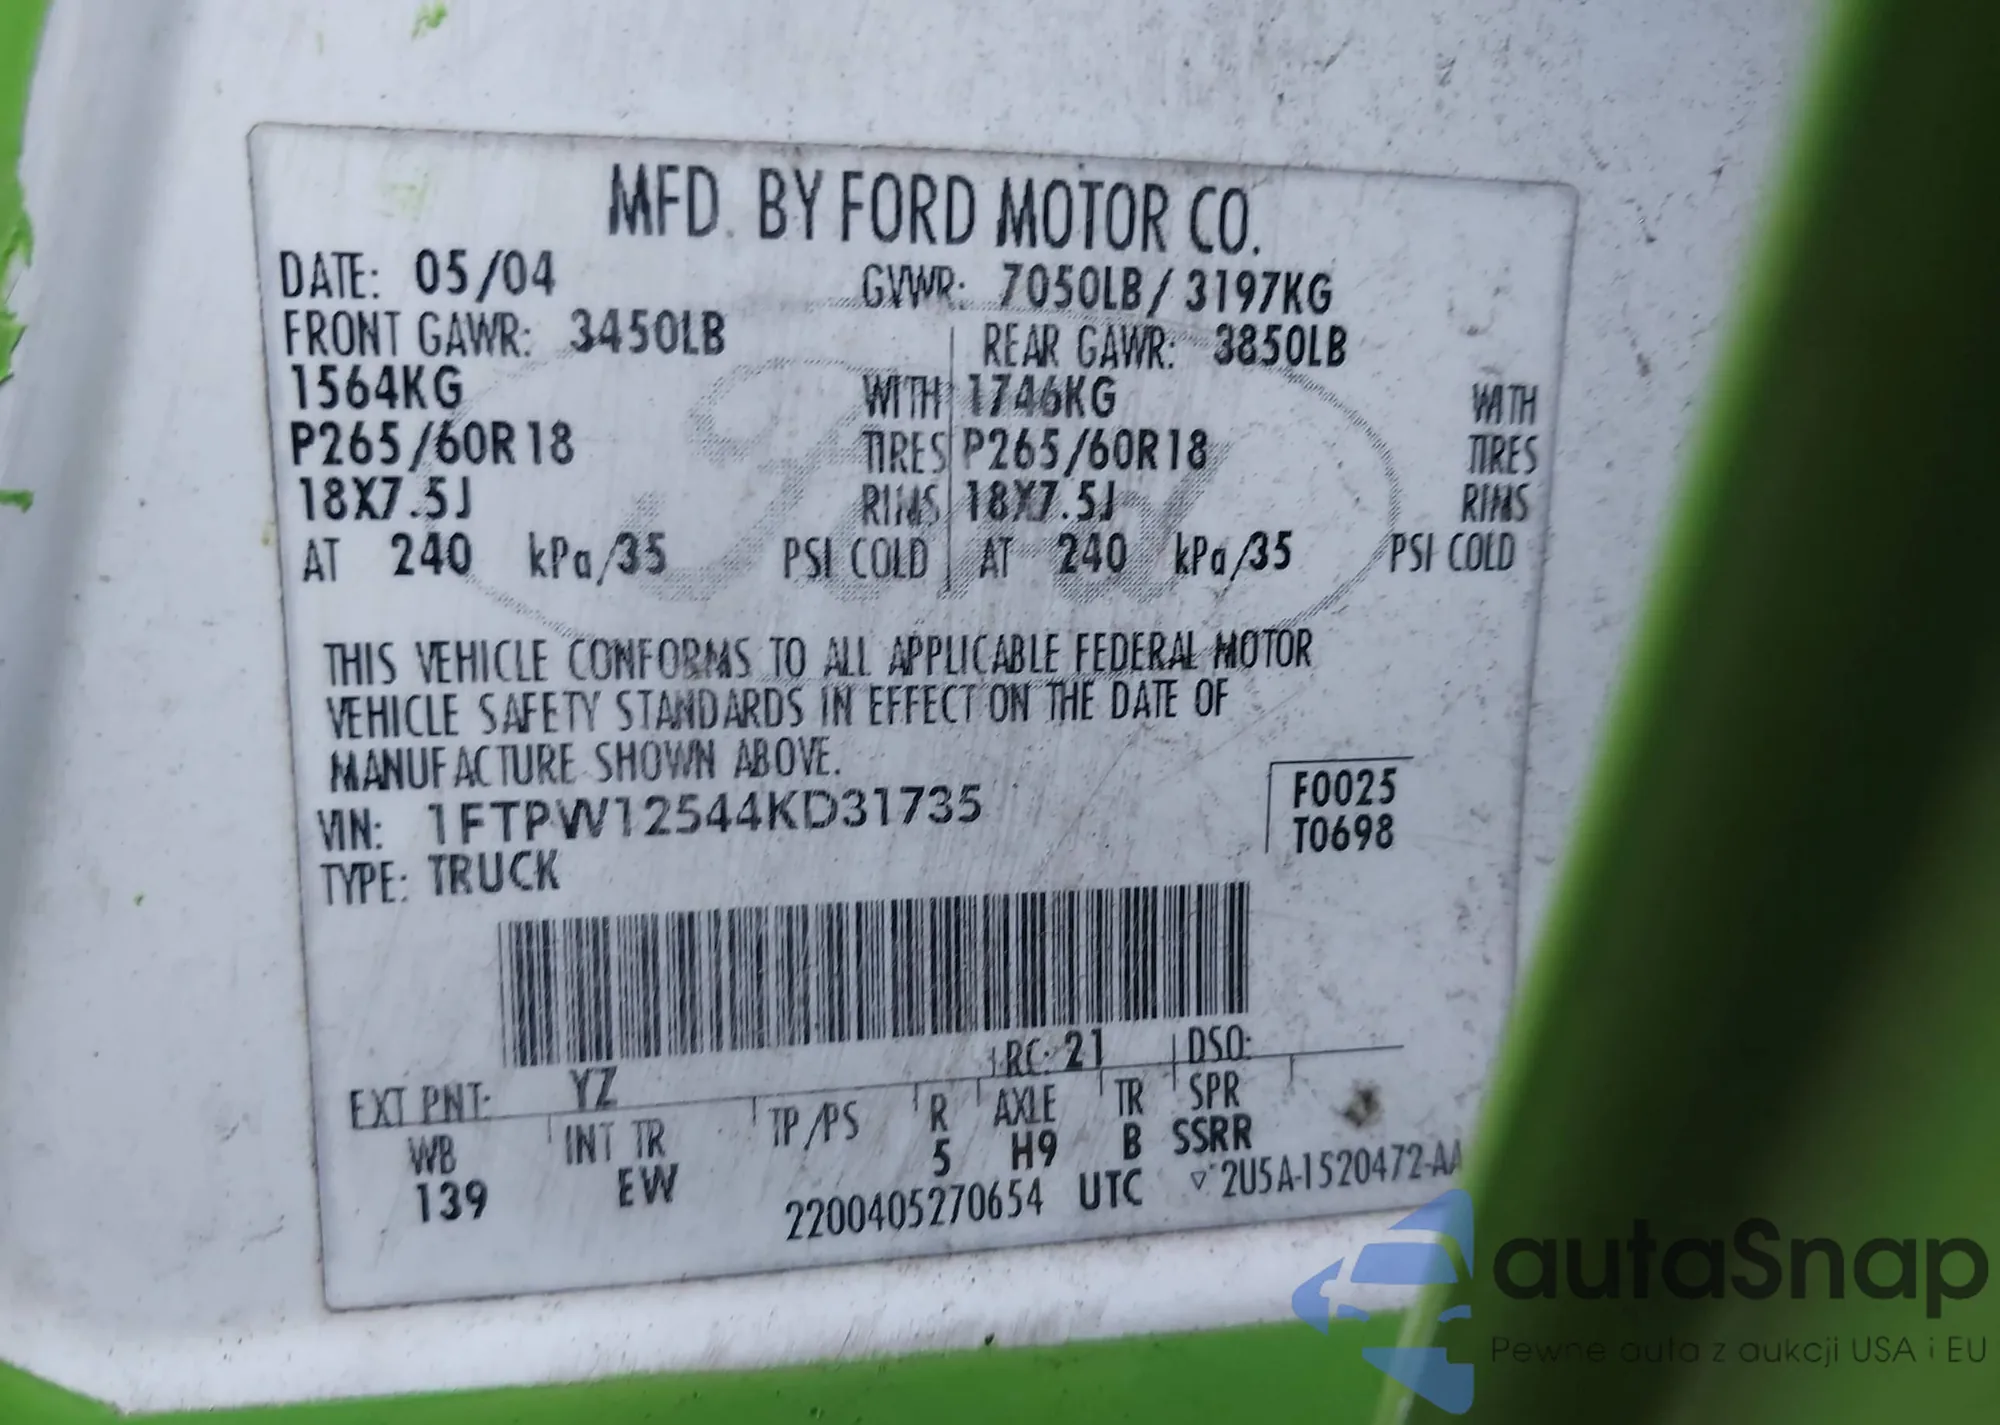 MFD. BY FORD MOTOR CO.
DATE: 05/04 GVWR: 7050LB/3197KG
FRONT GAWR: 3450LB REAR GAWR: 3850LB
1564KG WITH 1746KG WITH
P265/60R18 TIRES P265/60R18 TIRES
18X7.5J RIMS 18X7.5J RIMS
AT 240 kPa/35 PSI COLD AT 240 kPa/35 PSI COLD
Ford
THIS VEHICLE CONFORMS TO ALL APPLICABLE FEDERAL MOTOR
VEHICLE SAFETY STANDARDS IN EFFECT ON THE DATE OF
MANUFACTURE SHOWN ABOVE.
VIN: 1FTPW12544KD31735 F0025
TYPE: TRUCK T0698
EXT PNT: YZ RC: 21 DSO:
WB INT TR TP/PS R AXLE TR SPR
139 EW 5 H9 B SSRR
2200405270654 UTC ▽2U5A-1520472-AA
autaSnap
Pewne auta z aukcji USA i EU